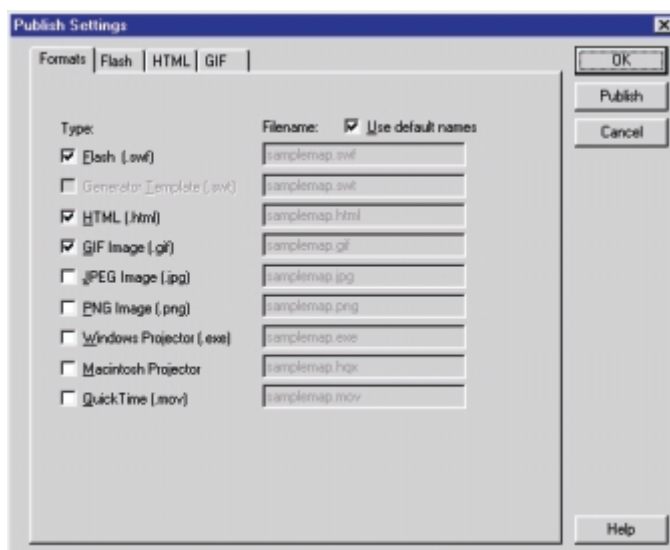 Publish Settings
Formats Flash HTML GIF
OK
Publish
Cancel
Type: Filename: Use default names
Flash (.swf) samplemap.swf
Generator Template (.swt) samplemap.swt
HTML (.html) samplemap.html
GIF Image (.gif) samplemap.gif
JPEG Image (.jpg) samplemap.jpg
PNG Image (.png) samplemap.png
Windows Projector (.exe) samplemap.exe
Macintosh Projector samplemap.hqx
QuickTime (.mov) samplemap.mov
Help